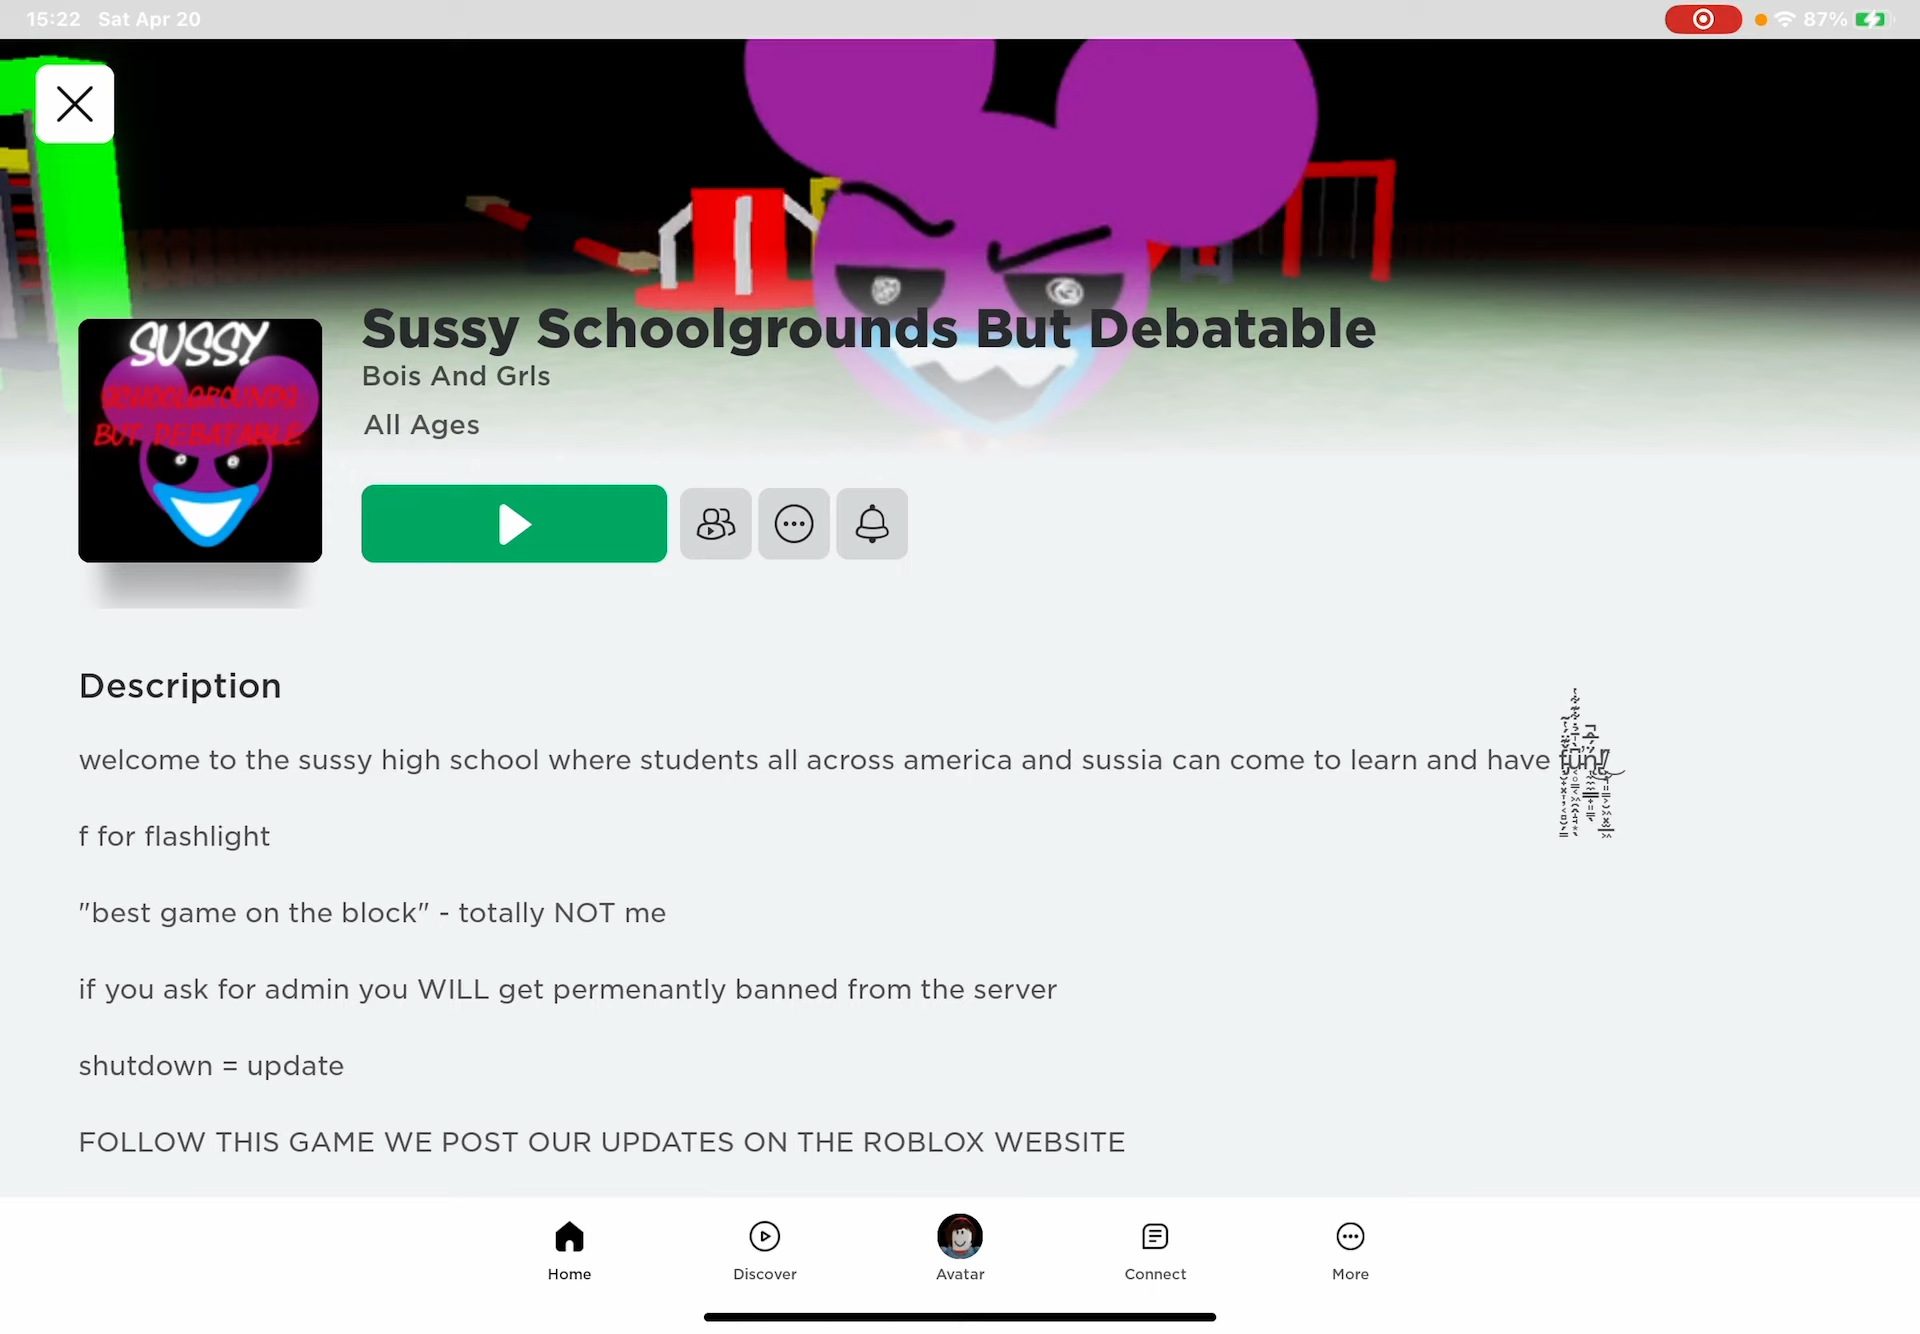 15:22 Sat Apr 20
87%
SUSSY
SCHOOLGROUNDS
BUT DEBATABLE
Sussy Schoolgrounds But Debatable
Bois And Grls
All Ages
Description
welcome to the sussy high school where students all across america and sussia can come to learn and have fun!
f for flashlight
"best game on the block" - totally NOT me
if you ask for admin you WILL get permenantly banned from the server
shutdown = update
FOLLOW THIS GAME WE POST OUR UPDATES ON THE ROBLOX WEBSITE
Home Discover Avatar Connect More